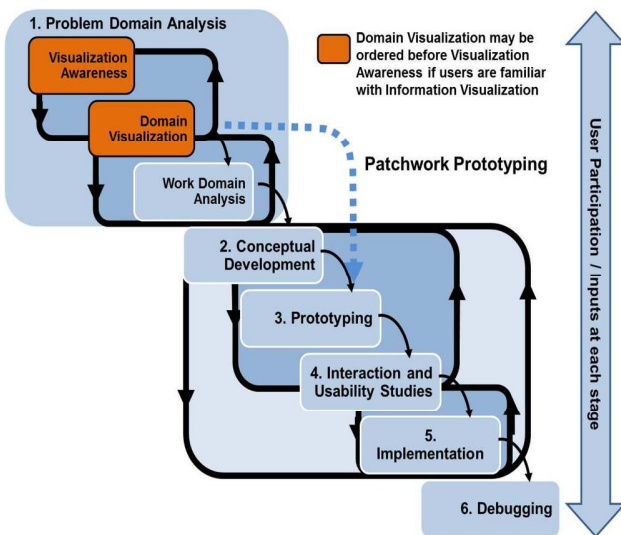 1. Problem Domain Analysis
Visualization
Awareness
Domain
Visualization
Work Domain
Analysis
Domain Visualization may be
ordered before Visualization
Awareness if users are familiar
with Information Visualization
Patchwork Prototyping
2. Conceptual
Development
3. Prototyping
4. Interaction and
Usability Studies
5.
Implementation
6. Debugging
User Participation / Inputs at each stage